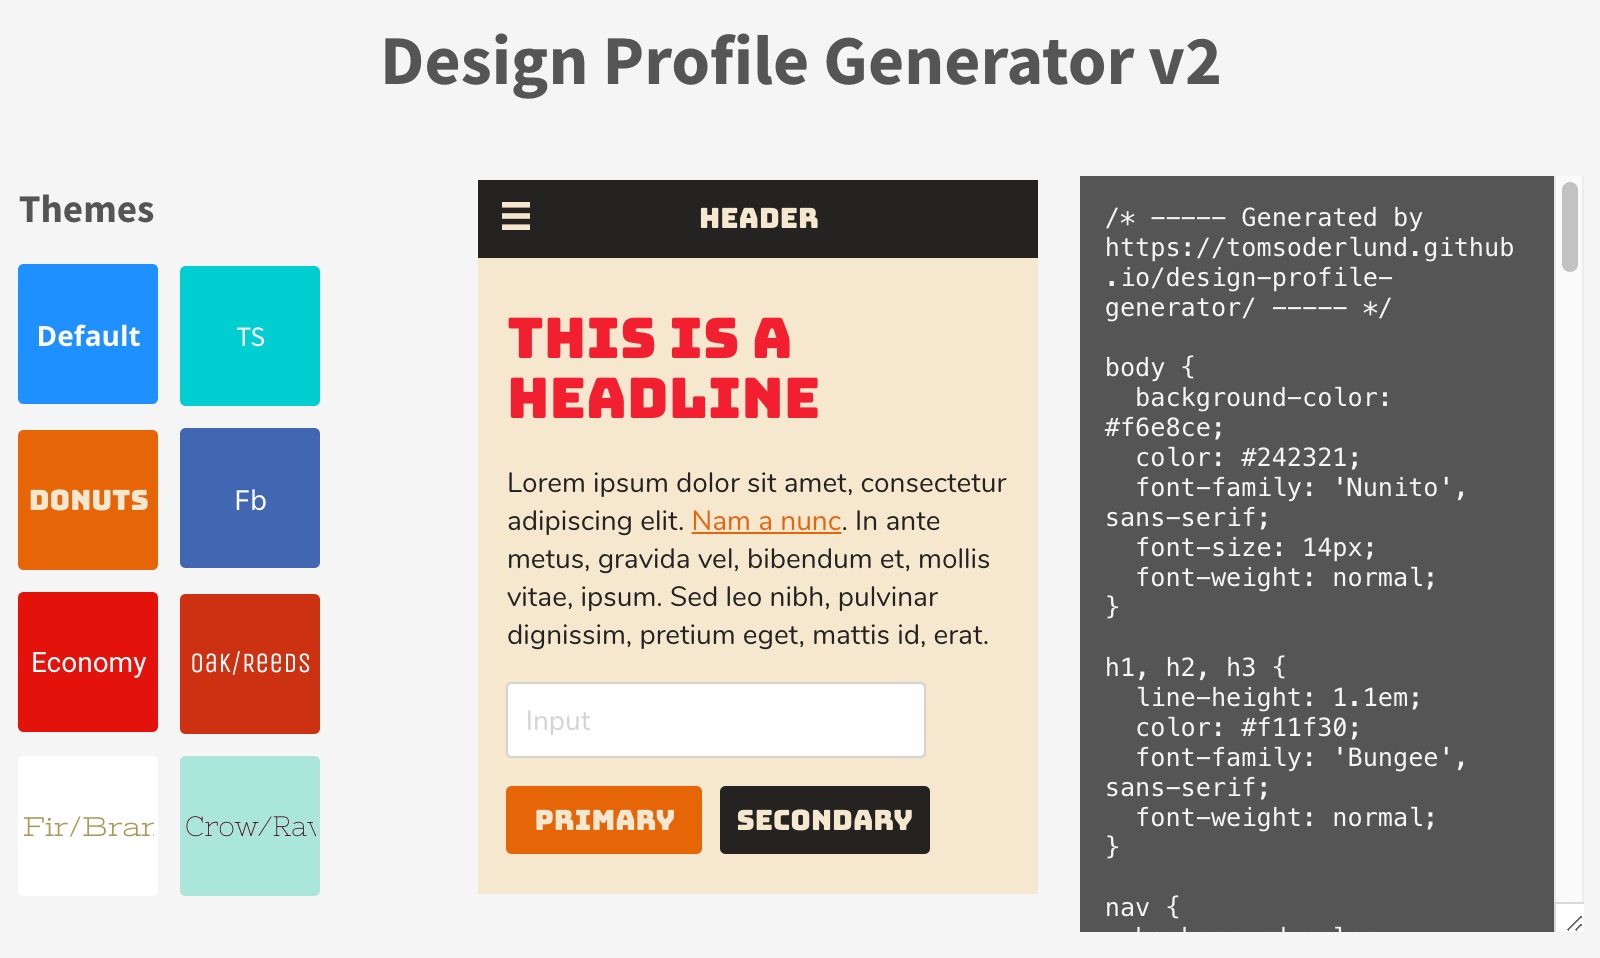 Design Profile Generator v2
Themes
Default
TS
DONUTS
Fb
Economy
Oak/Reeds
Fir/Bran
Crow/Rav
HEADER
THIS IS A
HEADLINE
Lorem ipsum dolor sit amet, consectetur
adipiscing elit. Nam a nunc. In ante
metus, gravida vel, bibendum et, mollis
vitae, ipsum. Sed leo nibh, pulvinar
dignissim, pretium eget, mattis id, erat.
Input
PRIMARY
SECONDARY
/* ----- Generated by
https://tomsoderlund.github
.io/design-profile-
generator/ ----- */
body {
background-color:
#f6e8ce;
color: #242321;
font-family: 'Nunito',
sans-serif;
font-size: 14px;
font-weight: normal;
}
h1, h2, h3 {
line-height: 1.1em;
color: #f11f30;
font-family: 'Bungee',
sans-serif;
font-weight: normal;
}
nav {